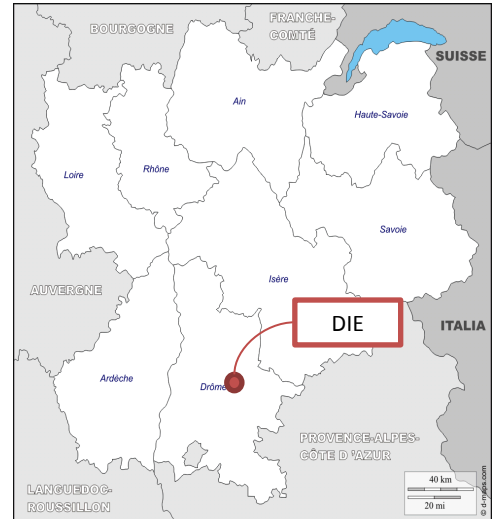 BOURGOGNE
FRANCHE-
COMTÉ
SUISSE
Ain
Haute-Savoie
Loire
Rhône
Savoie
Isère
AUVERGNE
DIE
ITALIA
Ardèche
Drôme
PROVENCE-ALPES-
CÔTE D 'AZUR
LANGUEDOC-
ROUSSILLON
40 km
20 mi
© d-maps.com